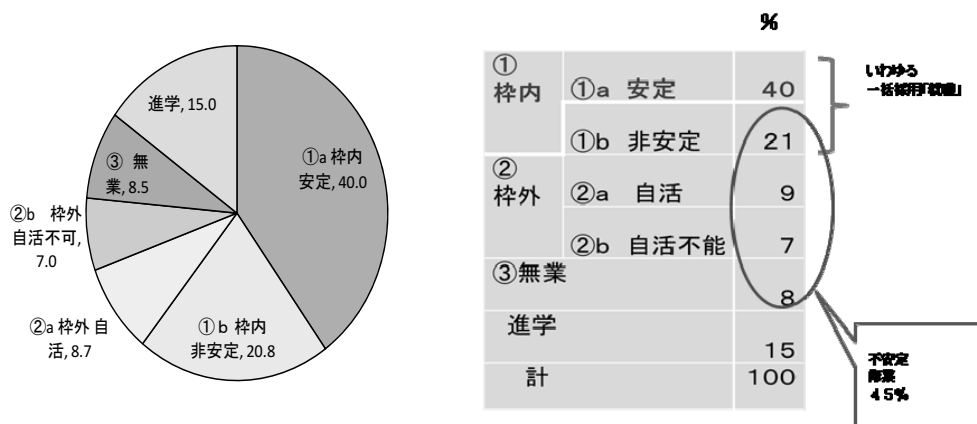 進学, 15.0
①a 枠内
安定, 40.0
③ 無
業, 8.5
②b 枠外
自活不可,
7.0
②a 枠外 自
活, 8.7
①b 枠内
非安定, 20.8
%
①
枠内
①a 安定 40
①b 非安定 21
②
枠外
②a 自活 9
②b 自活不能 7
③無業
8
進学
15
計 100
いわゆる
一括採用「就職」
不安定
45%